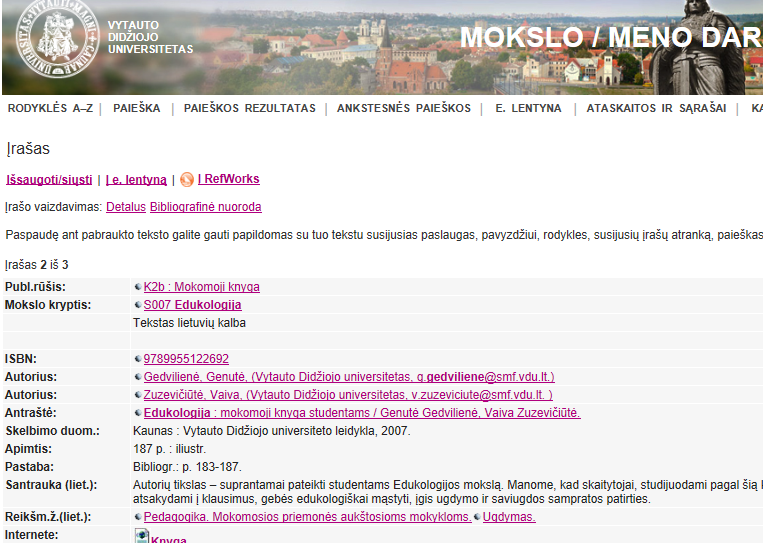 VYTAUTO
DIDŽIOJO
UNIVERSITETAS
MOKSLO / MENO DAR
RODYKLĖS A–Z | PAIEŠKA | PAIEŠKOS REZULTATAS | ANKSTESNĖS PAIEŠKOS | E. LENTYNA | ATASKAITOS IR SĄRAŠAI | KA
Įrašas
Išsaugoti/siųsti | Į e. lentyną | Į RefWorks
Įrašo vaizdavimas: Detalus Bibliografinė nuoroda
Paspaudę ant pabraukto teksto galite gauti papildomas su tuo tekstu susijusias paslaugas, pavyzdžiui, rodykles, susijusių įrašų atranką, paieškas
Įrašas 2 iš 3
Publ.rūšis: K2b : Mokomoji knyga
Mokslo kryptis: S007 Edukologija
Tekstas lietuvių kalba
ISBN: 9789955122692
Autorius: Gedvilienė, Genutė, (Vytauto Didžiojo universitetas, g.gedviliene@smf.vdu.lt.)
Autorius: Zuzevičiūtė, Vaiva, (Vytauto Didžiojo universitetas, v.zuzeviciute@smf.vdu.lt. )
Antraštė: Edukologija : mokomoji knyga studentams / Genutė Gedvilienė, Vaiva Zuzevičiūtė.
Skelbimo duom.: Kaunas : Vytauto Didžiojo universiteto leidykla, 2007.
Apimtis: 187 p. : iliustr.
Pastaba: Bibliogr.: p. 183-187.
Santrauka (liet.): Autorių tikslas – suprantamai pateikti studentams Edukologijos mokslą. Manome, kad skaitytojai, studijuodami pagal šią
atsakydami į klausimus, gebės edukologiškai mąstyti, įgis ugdymo ir saviugdos sampratos patirties.
Reikšm.ž.(liet.): Pedagogika. Mokomosios priemonės aukštosioms mokykloms. Ugdymas.
Internete: Knyga